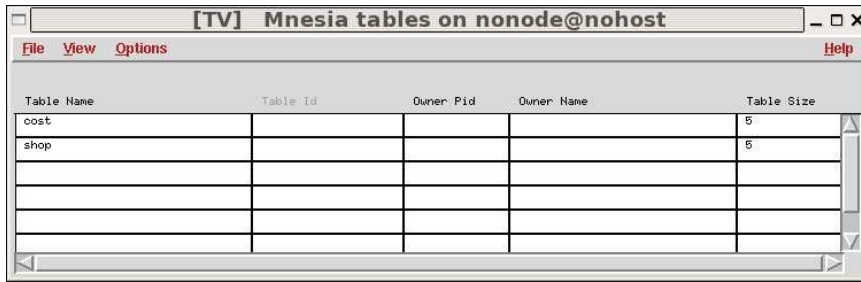 [TV] Mnesia tables on nonode@nohost
File View Options Help
Table Name Table Id Owner Pid Owner Name Table Size
cost 5
shop 5